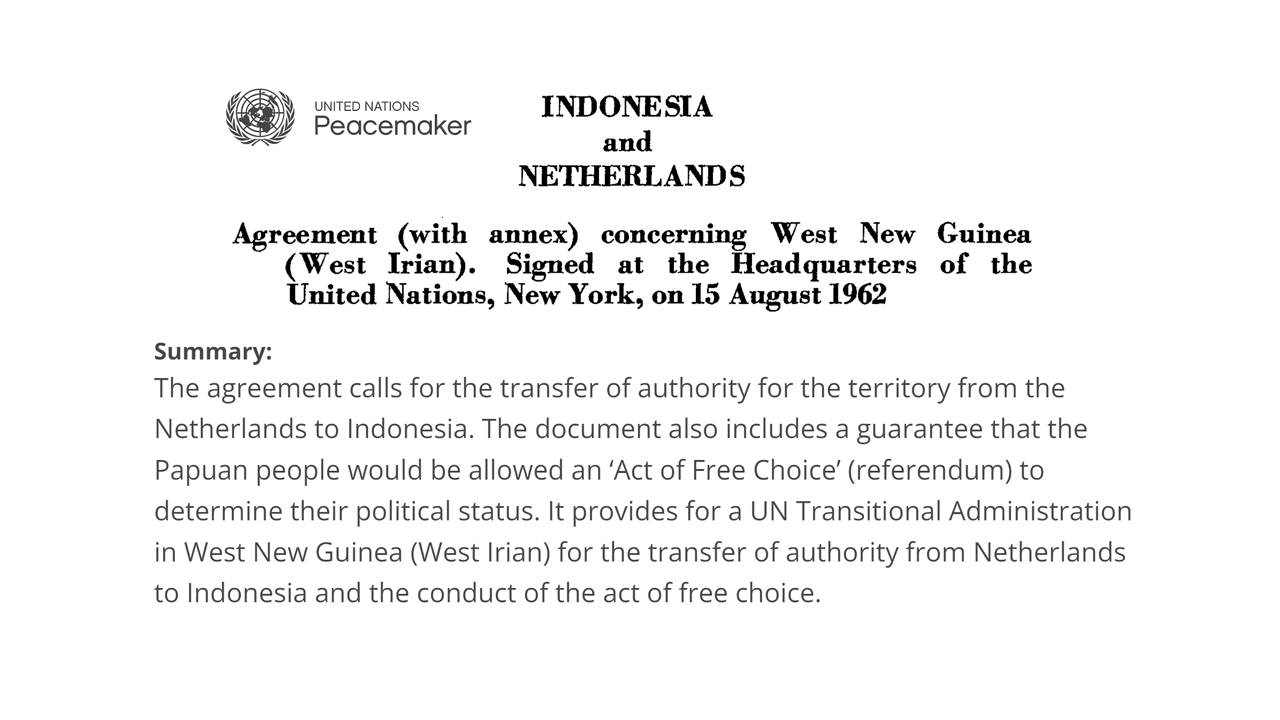 UNITED NATIONS
Peacemaker
INDONESIA
and
NETHERLANDS
Agreement (with annex) concerning West New Guinea
(West Irian). Signed at the Headquarters of the
United Nations, New York, on 15 August 1962
Summary:
The agreement calls for the transfer of authority for the territory from the
Netherlands to Indonesia. The document also includes a guarantee that the
Papuan people would be allowed an ‘Act of Free Choice’ (referendum) to
determine their political status. It provides for a UN Transitional Administration
in West New Guinea (West Irian) for the transfer of authority from Netherlands
to Indonesia and the conduct of the act of free choice.